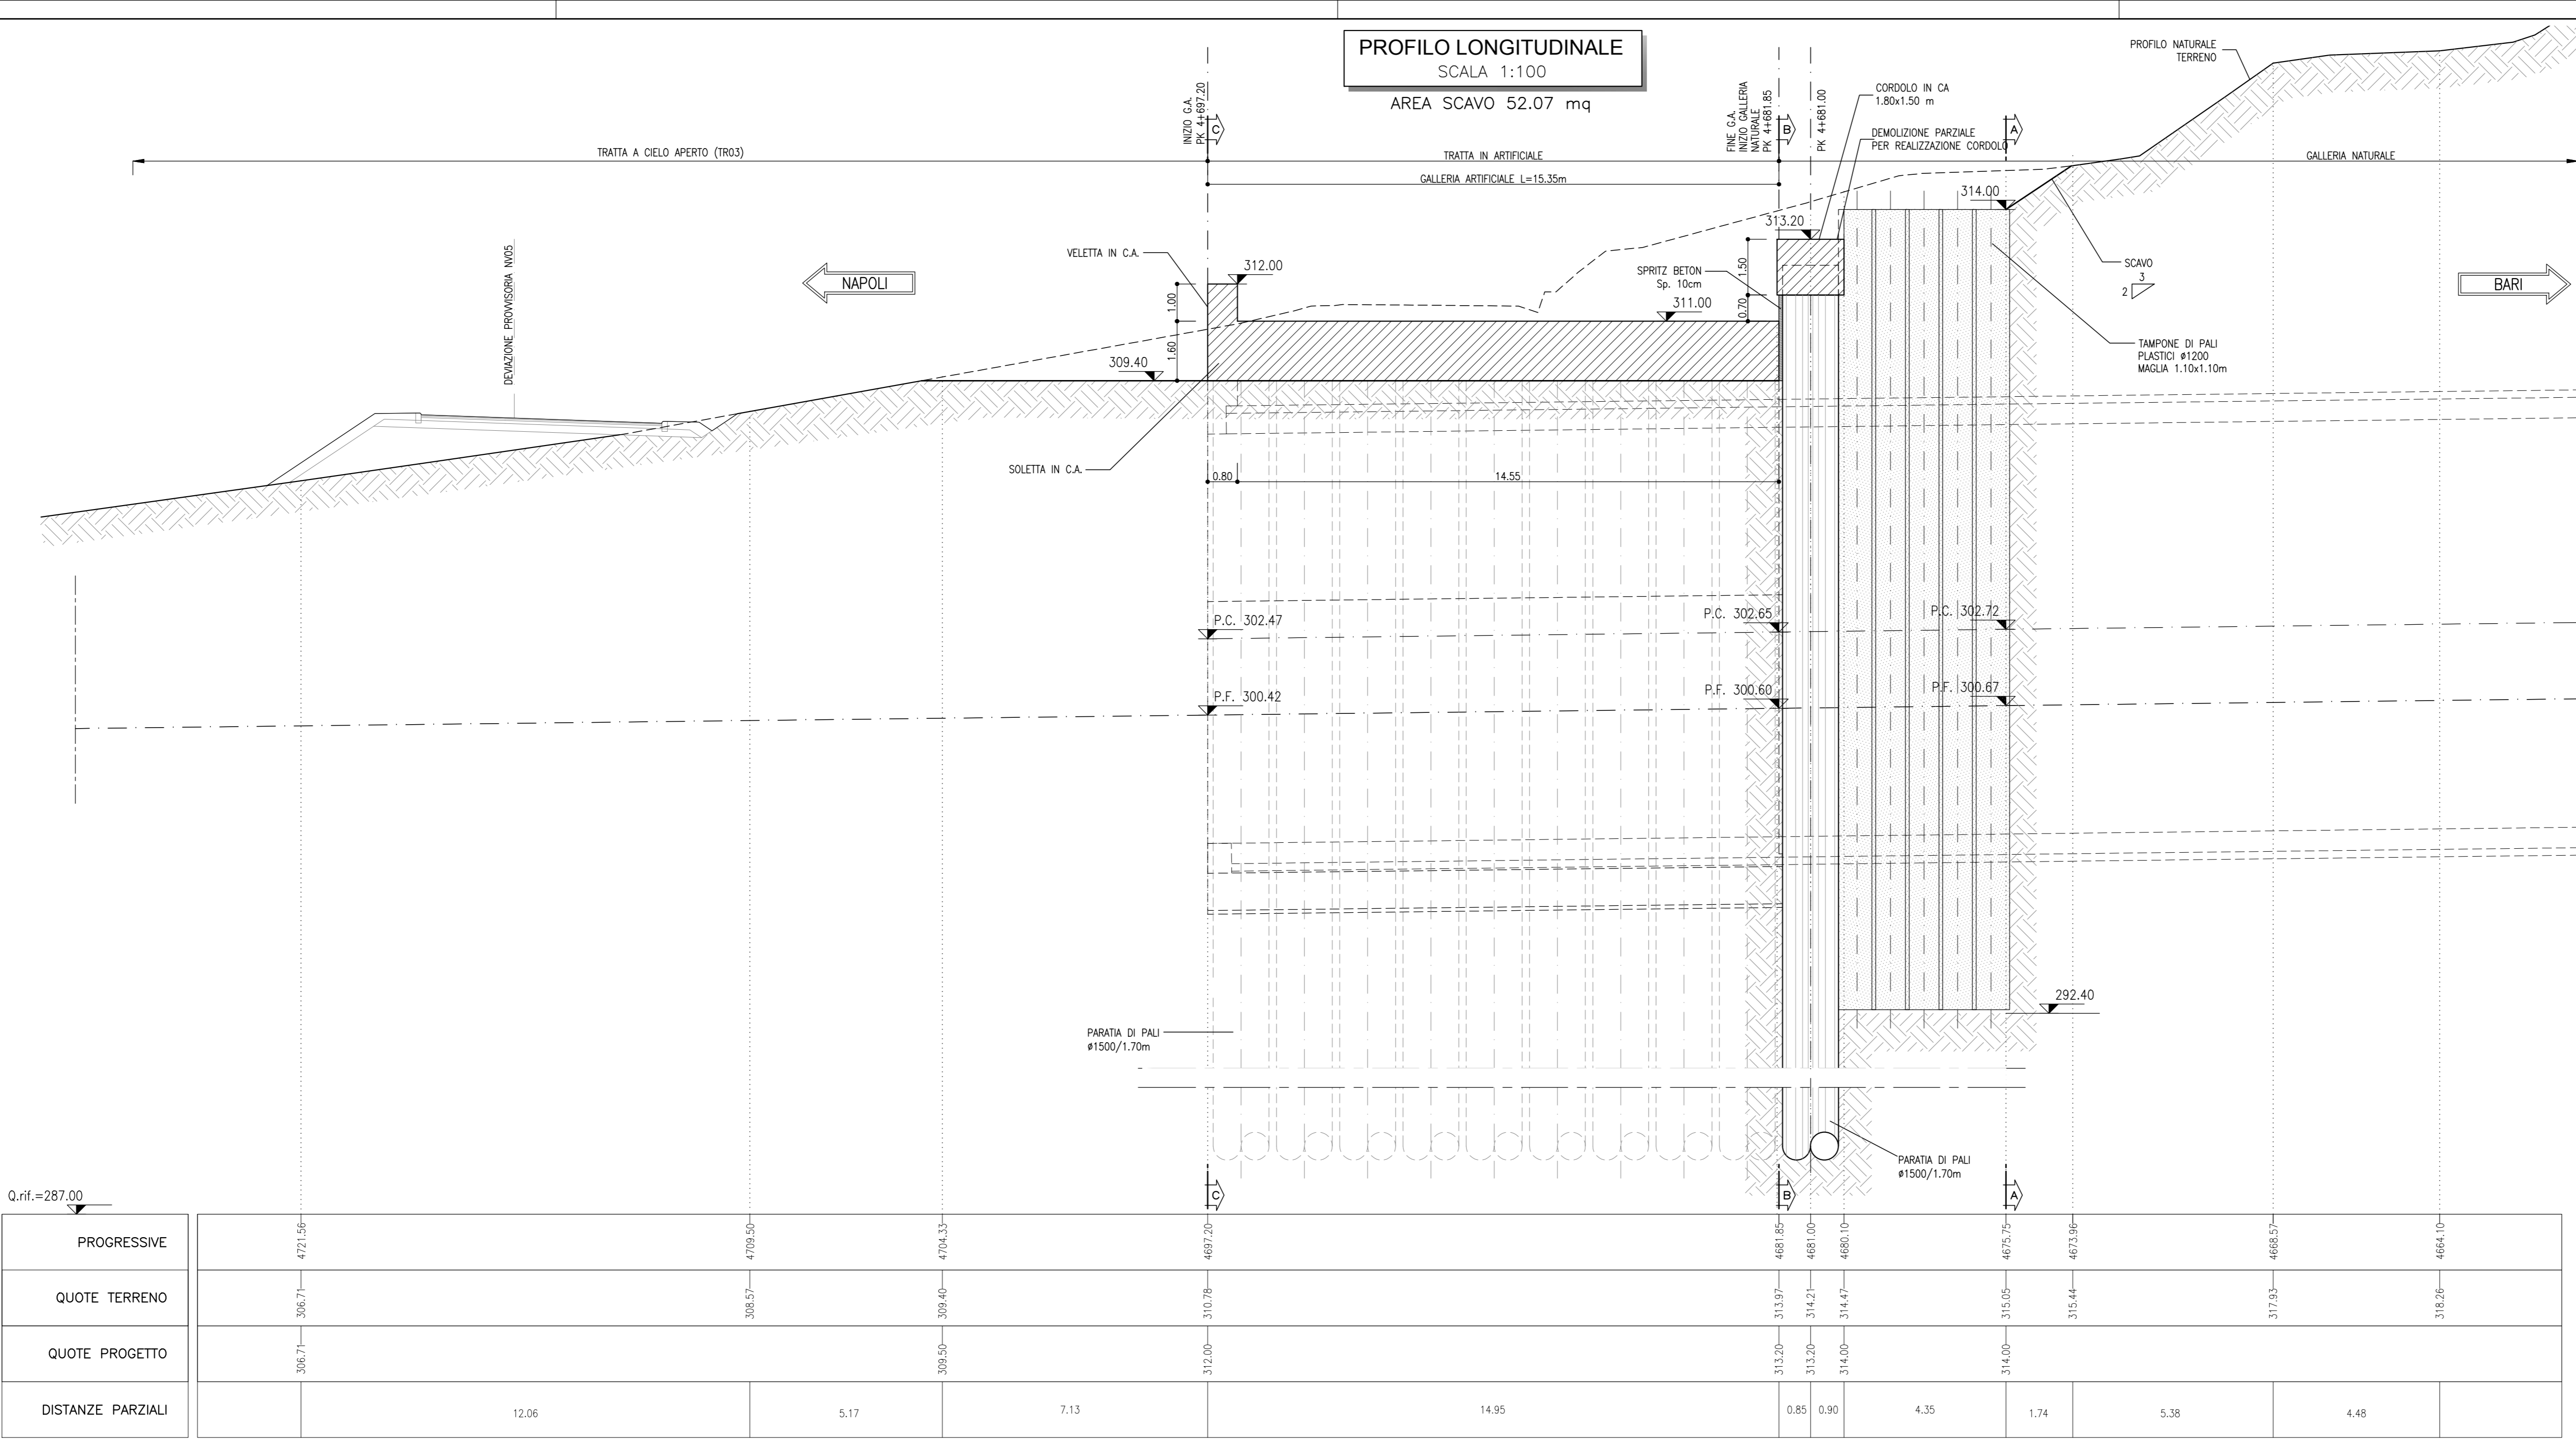 PROFILO LONGITUDINALE
SCALA 1:100
AREA SCAVO 52.07 mq
PROFILO NATURALE
TERRENO
INIZIO G.A.
PK 4+697.20
C
FINE G.A.
INIZIO GALLERIA
NATURALE
PK 4+681.85
B
PK 4+681.00
CORDOLO IN CA
1.80x1.50 m
DEMOLIZIONE PARZIALE
PER REALIZZAZIONE CORDOLO
A
TRATTA A CIELO APERTO (TR03)
TRATTA IN ARTIFICIALE
GALLERIA NATURALE
GALLERIA ARTIFICIALE L=15.35m
314.00
313.20
VELETTA IN C.A.
312.00
SPRITZ BETON
Sp. 10cm
1.50
SCAVO
3
2
NAPOLI
BARI
DEVIAZIONE PROVVISORIA NV05
1.00
311.00
0.70
1.60
309.40
TAMPONE DI PALI
PLASTICI ø1200
MAGLIA 1.10x1.10m
SOLETTA IN C.A.
0.80
14.55
P.C. 302.47
P.C. 302.65
P.C. 302.72
P.F. 300.42
P.F. 300.60
P.F. 300.67
292.40
PARATIA DI PALI
ø1500/1.70m
PARATIA DI PALI
ø1500/1.70m
C
B
A
Q.rif.=287.00
PROGRESSIVE
4721.56
4709.50
4704.33
4697.20
4681.85
4681.00
4680.10
4675.75
4673.96
4668.57
4664.10
QUOTE TERRENO
306.71
308.57
309.40
310.78
313.97
314.21
314.47
315.05
315.44
317.93
318.26
QUOTE PROGETTO
306.71
309.50
312.00
313.20
313.20
314.00
314.00
DISTANZE PARZIALI
12.06
5.17
7.13
14.95
0.85
0.90
4.35
1.74
5.38
4.48